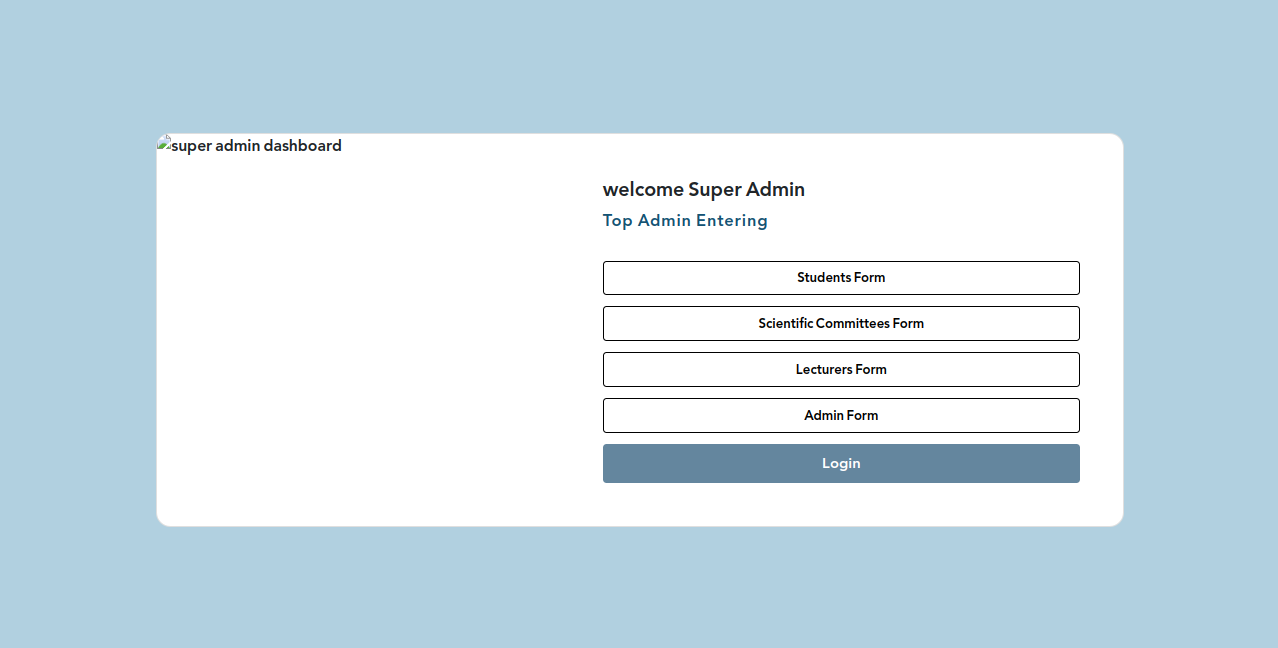 super admin dashboard
welcome Super Admin
Top Admin Entering
Students Form
Scientific Committees Form
Lecturers Form
Admin Form
Login